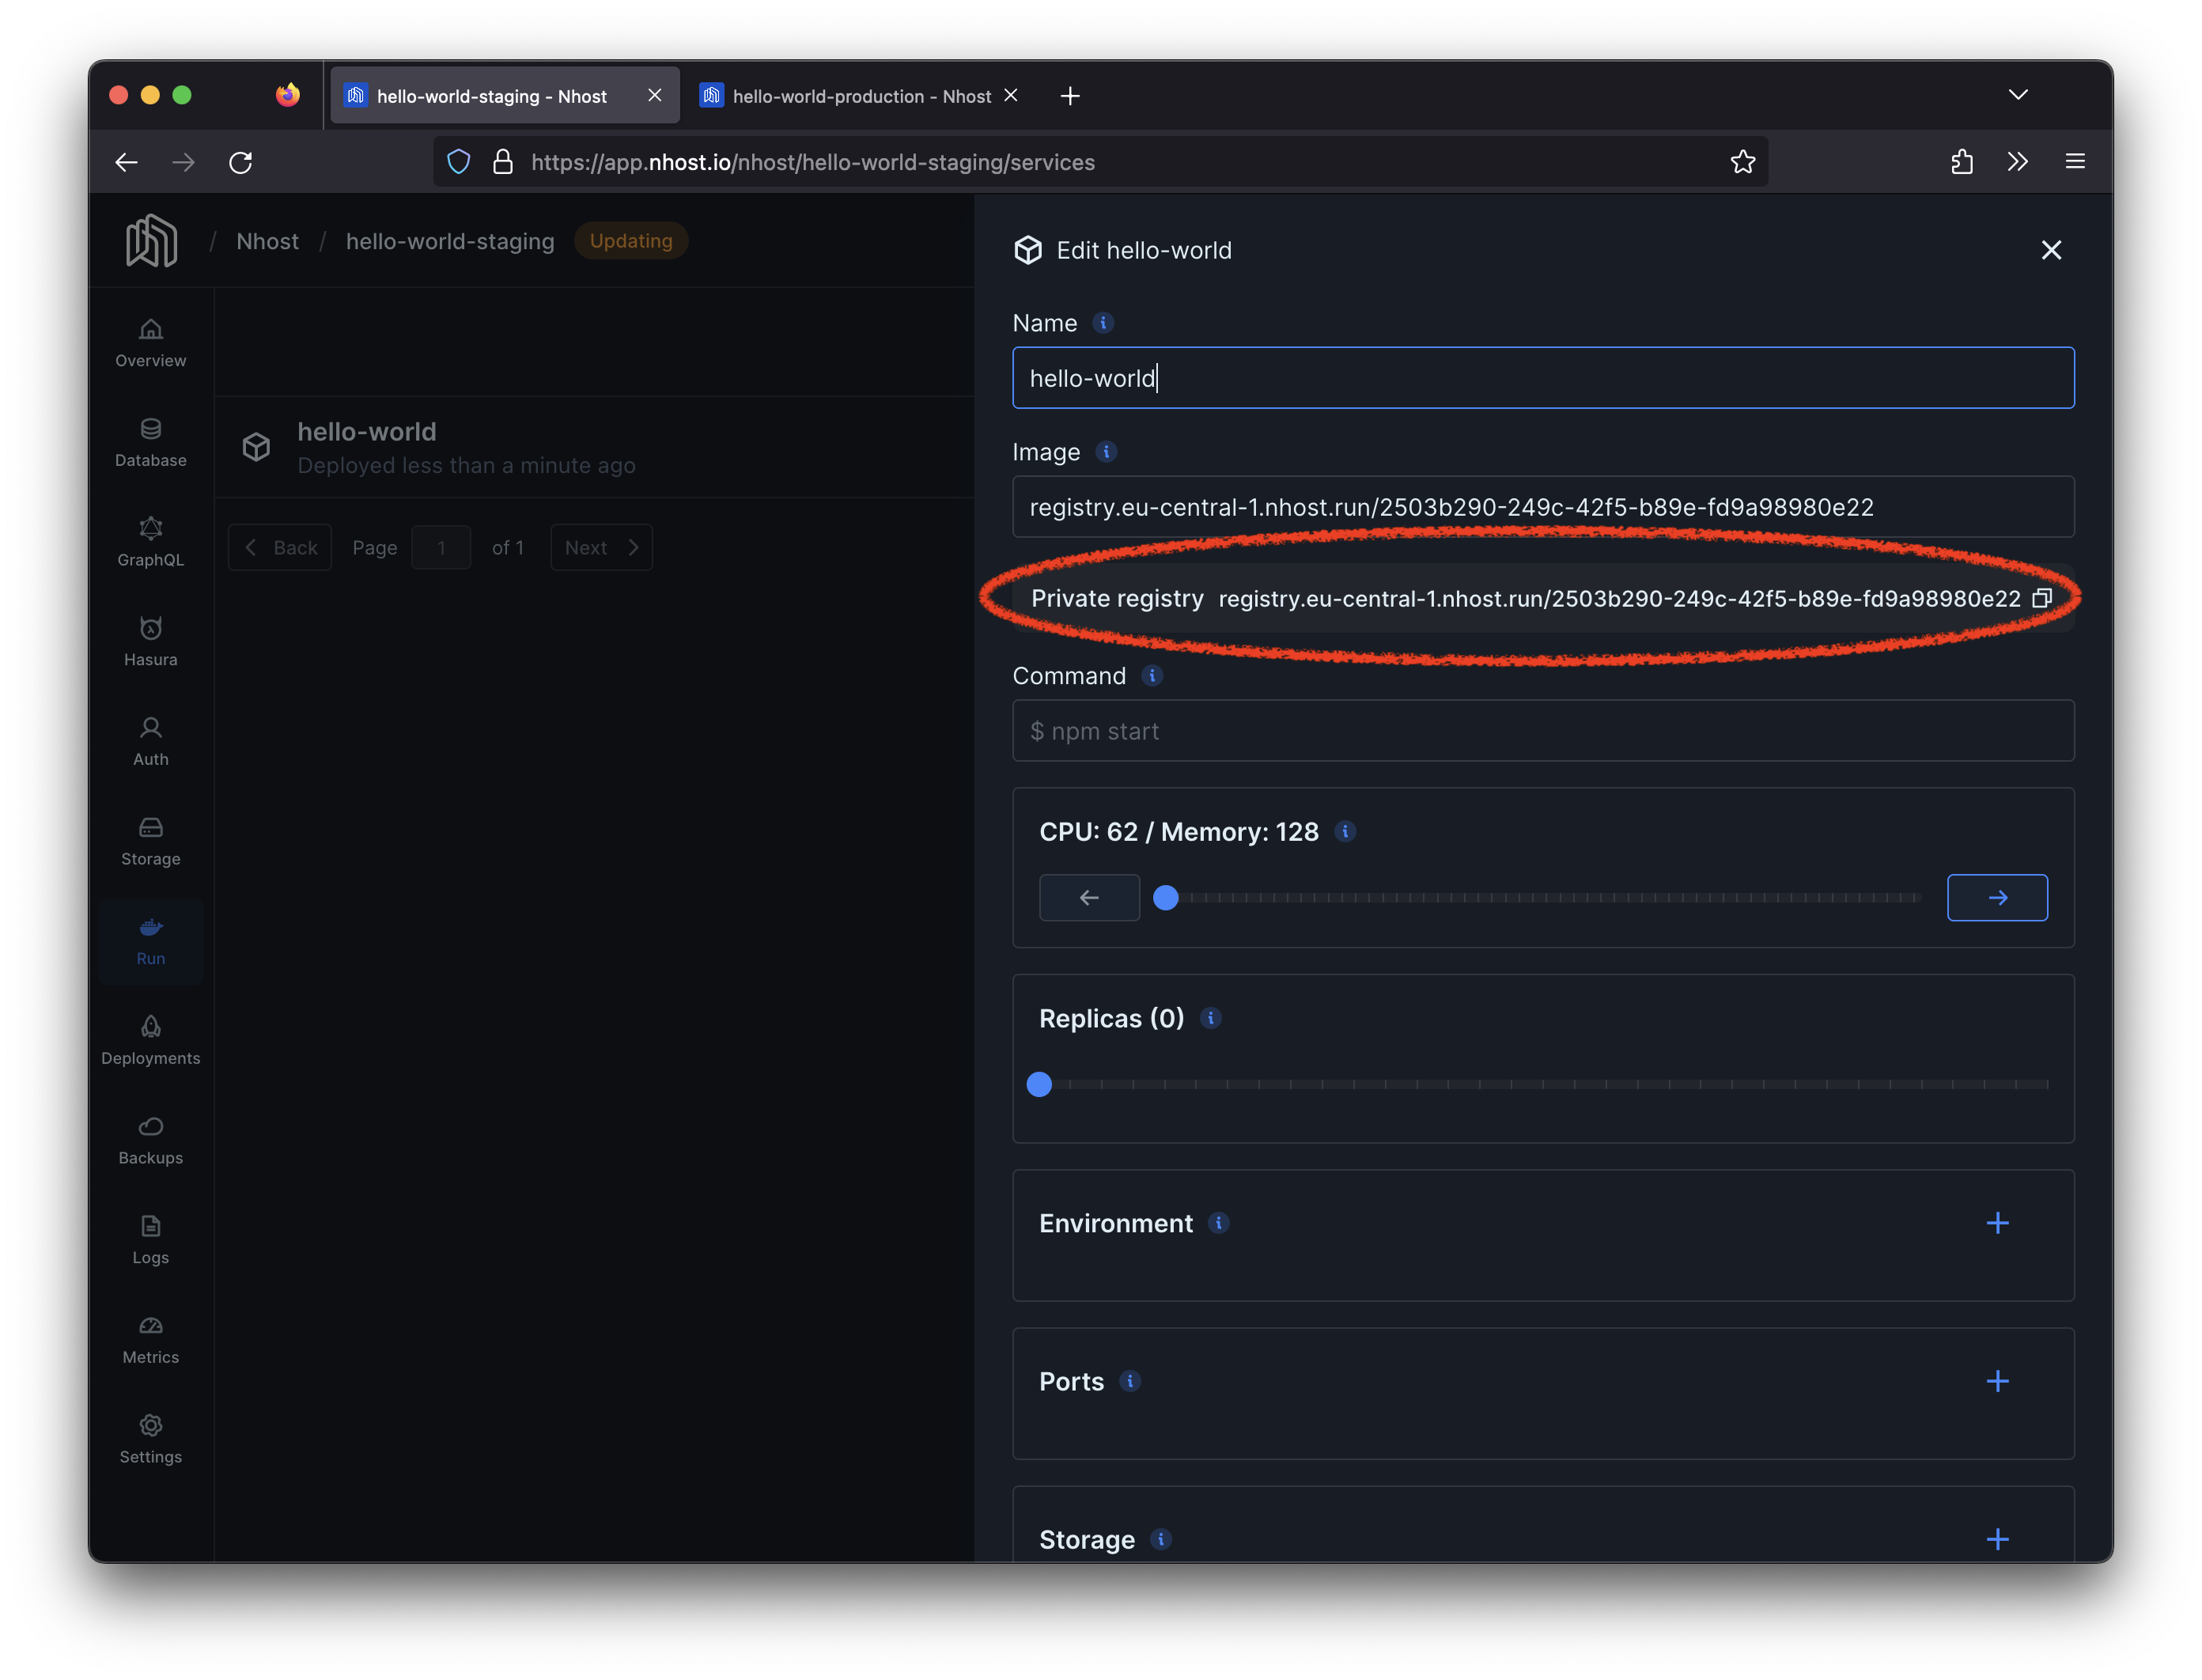 hello-world-staging - Nhost
hello-world-production - Nhost
https://app.nhost.io/nhost/hello-world-staging/services
/ Nhost / hello-world-staging Updating
Overview
Database
GraphQL
Hasura
Auth
Storage
Run
Deployments
Backups
Logs
Metrics
Settings
hello-world
Deployed less than a minute ago
Back Page 1 of 1 Next
Edit hello-world
Name
hello-world
Image
registry.eu-central-1.nhost.run/2503b290-249c-42f5-b89e-fd9a98980e22
Private registry registry.eu-central-1.nhost.run/2503b290-249c-42f5-b89e-fd9a98980e22
Command
$ npm start
CPU: 62 / Memory: 128
Replicas (0)
Environment
Ports
Storage